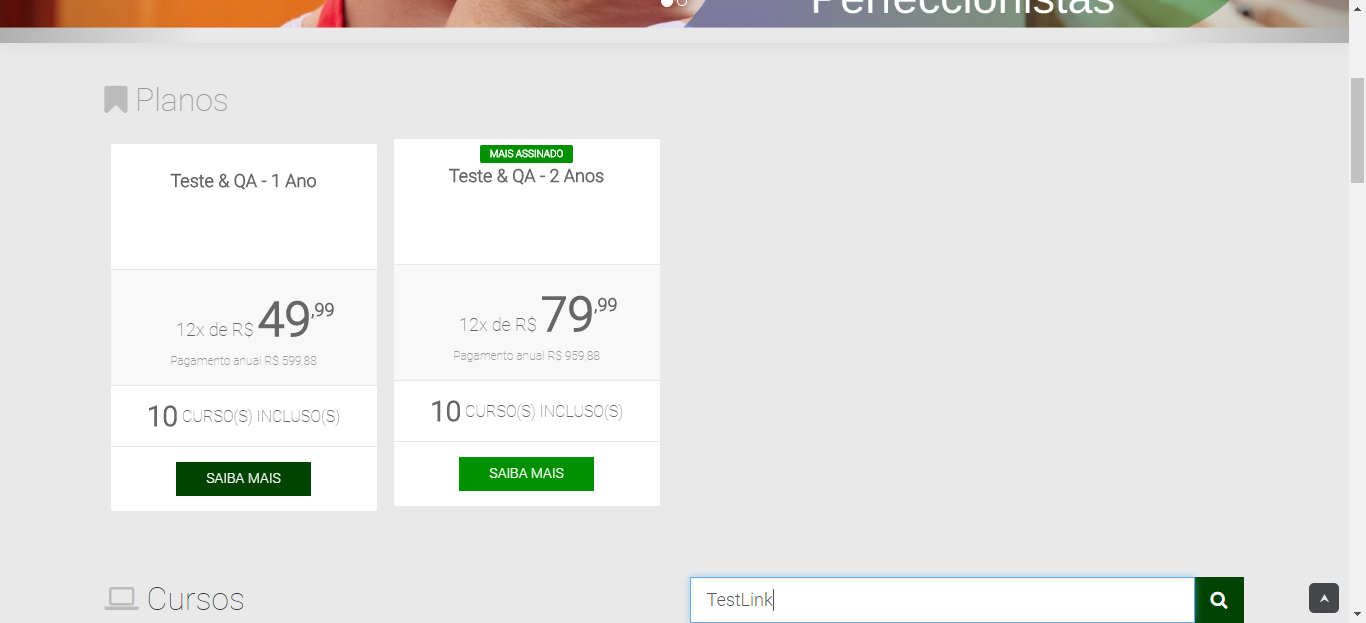 Perfeccionistas
Planos
Teste & QA - 1 Ano
12x de R$ 49,99
Pagamento anual R$ 599,88
10 CURSO(S) INCLUSO(S)
SAIBA MAIS
MAIS ASSINADO
Teste & QA - 2 Anos
12x de R$ 79,99
Pagamento anual R$ 959,88
10 CURSO(S) INCLUSO(S)
SAIBA MAIS
Cursos
TestLink